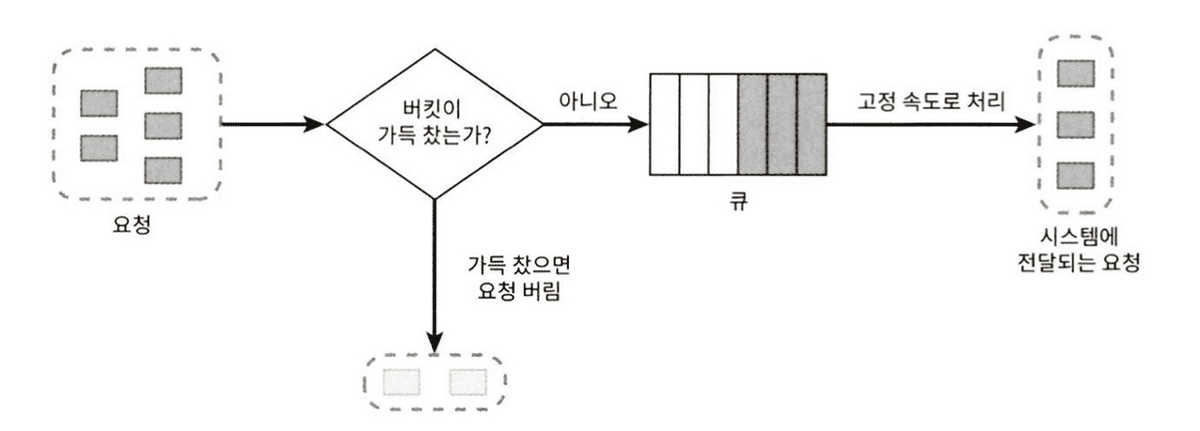 요청
버킷이
가득 찼는가?
아니오
가득 찼으면
요청 버림
큐
고정 속도로 처리
시스템에
전달되는 요청